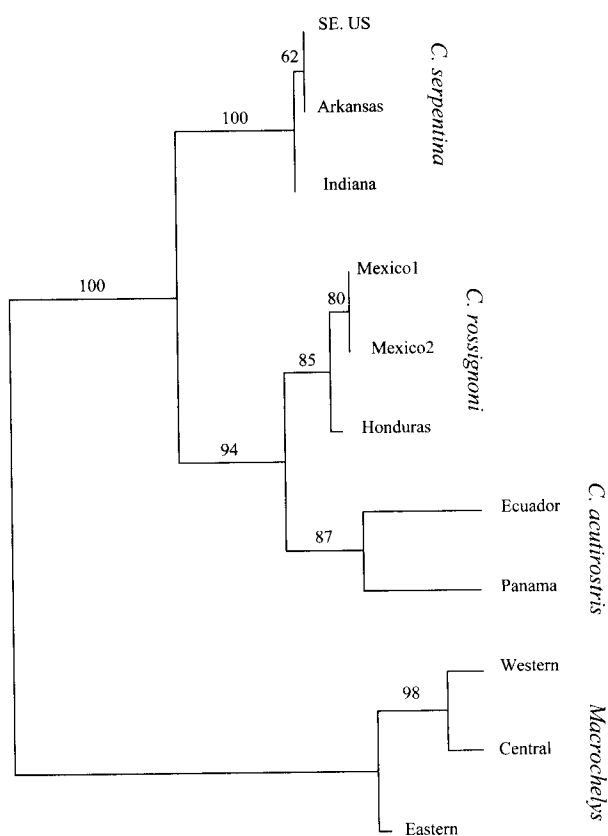 SE. US
62
Arkansas
100
Indiana
C. serpentina
Mexico1
100
80
Mexico2
85
Honduras
C. rossignoni
94
Ecuador
87
Panama
C. acutirostris
Western
98
Central
Eastern
Macrochelys